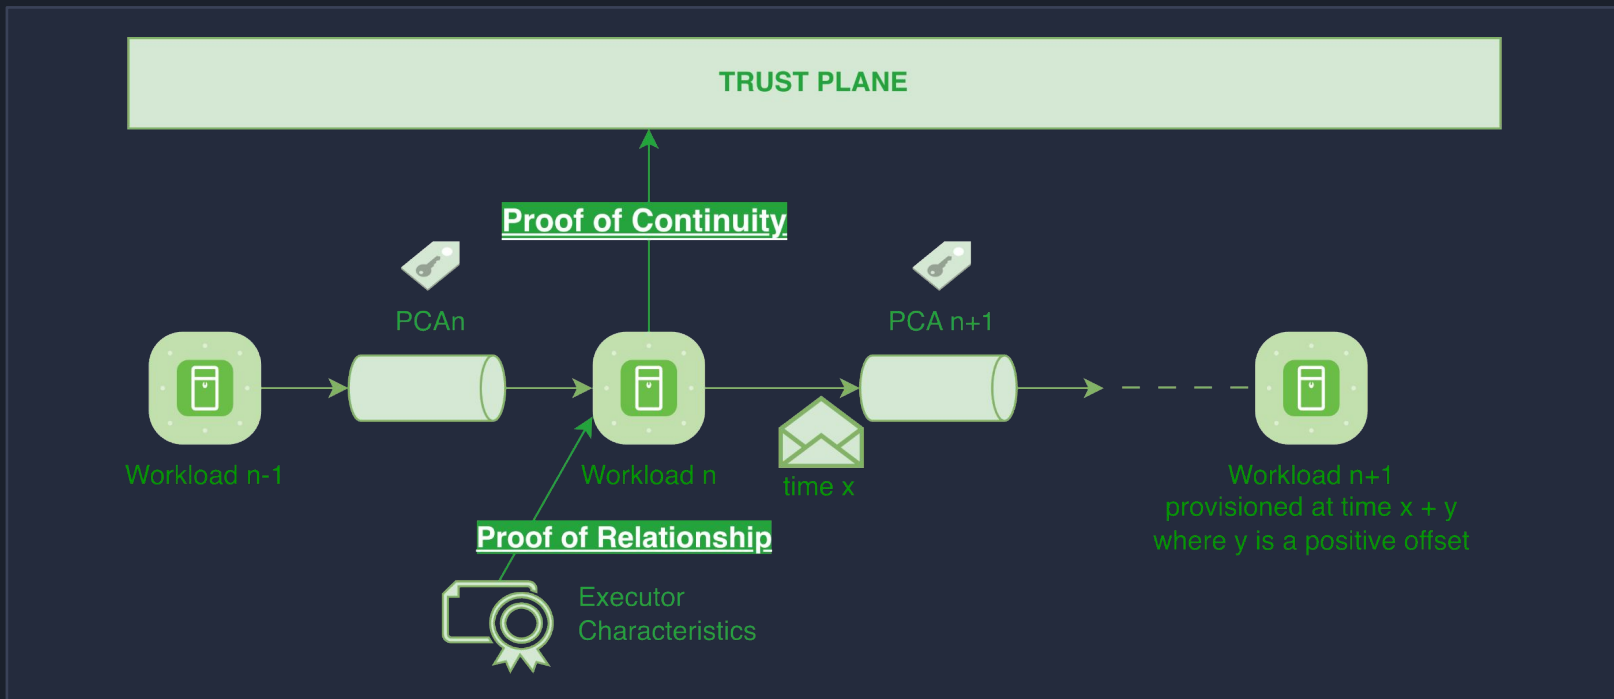 TRUST PLANE
Proof of Continuity
PCAn
PCA n+1
Workload n-1
Workload n
time x
Workload n+1
provisioned at time x + y
where y is a positive offset
Proof of Relationship
Executor
Characteristics